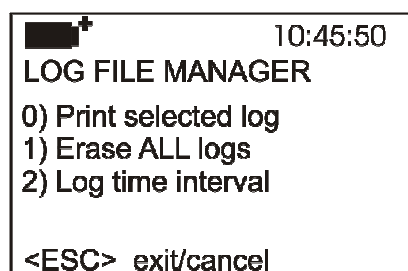 10:45:50
LOG FILE MANAGER
0) Print selected log
1) Erase ALL logs
2) Log time interval
<ESC> exit/cancel